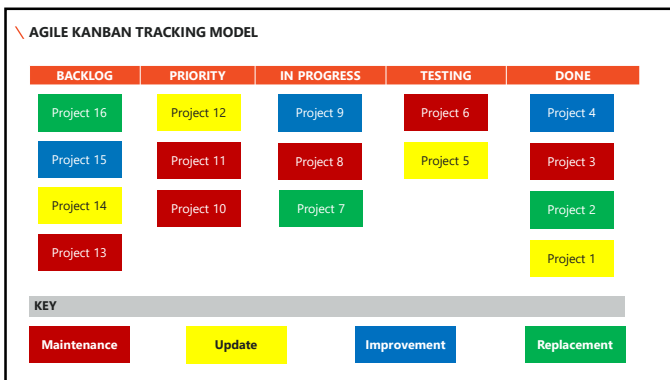 AGILE KANBAN TRACKING MODEL
BACKLOG PRIORITY IN PROGRESS TESTING DONE
Project 16 Project 12 Project 9 Project 6 Project 4
Project 15 Project 11 Project 8 Project 5 Project 3
Project 14 Project 10 Project 7 Project 2
Project 13 Project 1
KEY
Maintenance Update Improvement Replacement